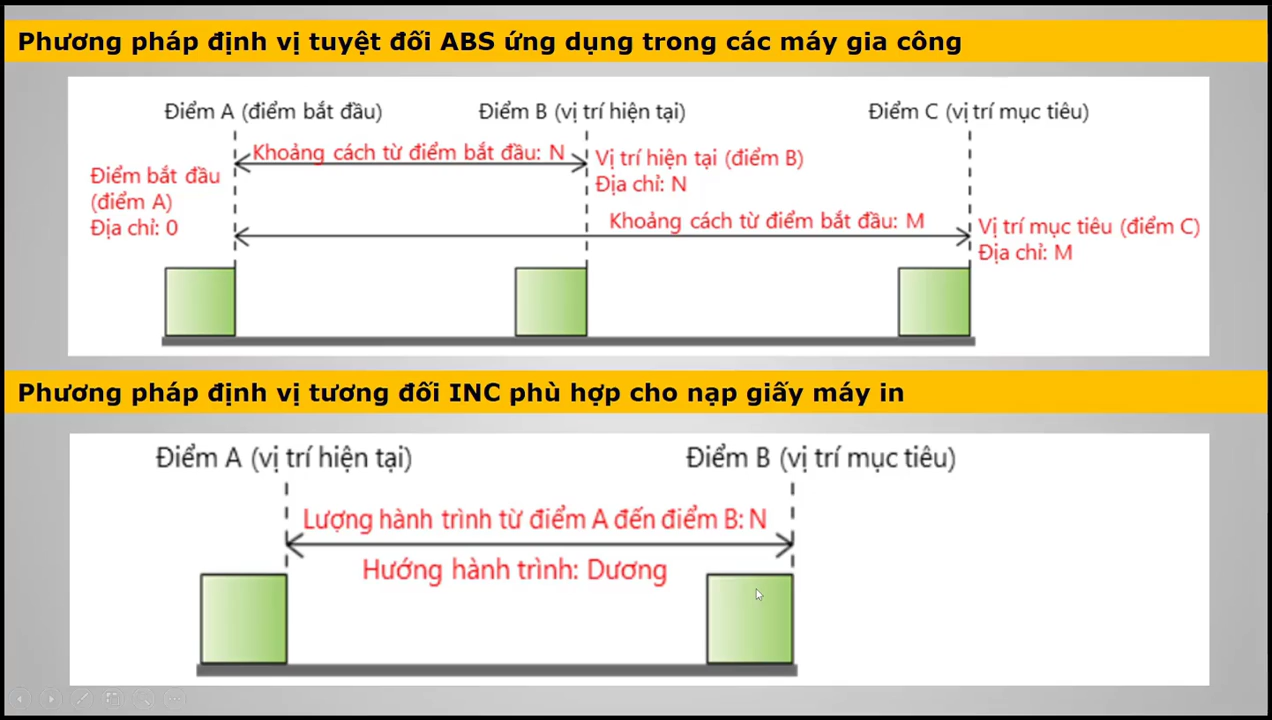 Phương pháp định vị tuyệt đối ABS ứng dụng trong các máy gia công
Điểm A (điểm bắt đầu)
Điểm B (vị trí hiện tại)
Điểm C (vị trí mục tiêu)
Khoảng cách từ điểm bắt đầu: N
Vị trí hiện tại (điểm B)
Địa chỉ: N
Điểm bắt đầu
(điểm A)
Địa chỉ: 0
Khoảng cách từ điểm bắt đầu: M
Vị trí mục tiêu (điểm C)
Địa chỉ: M
Phương pháp định vị tương đối INC phù hợp cho nạp giấy máy in
Điểm A (vị trí hiện tại)
Điểm B (vị trí mục tiêu)
Lượng hành trình từ điểm A đến điểm B: N
Hướng hành trình: Dương